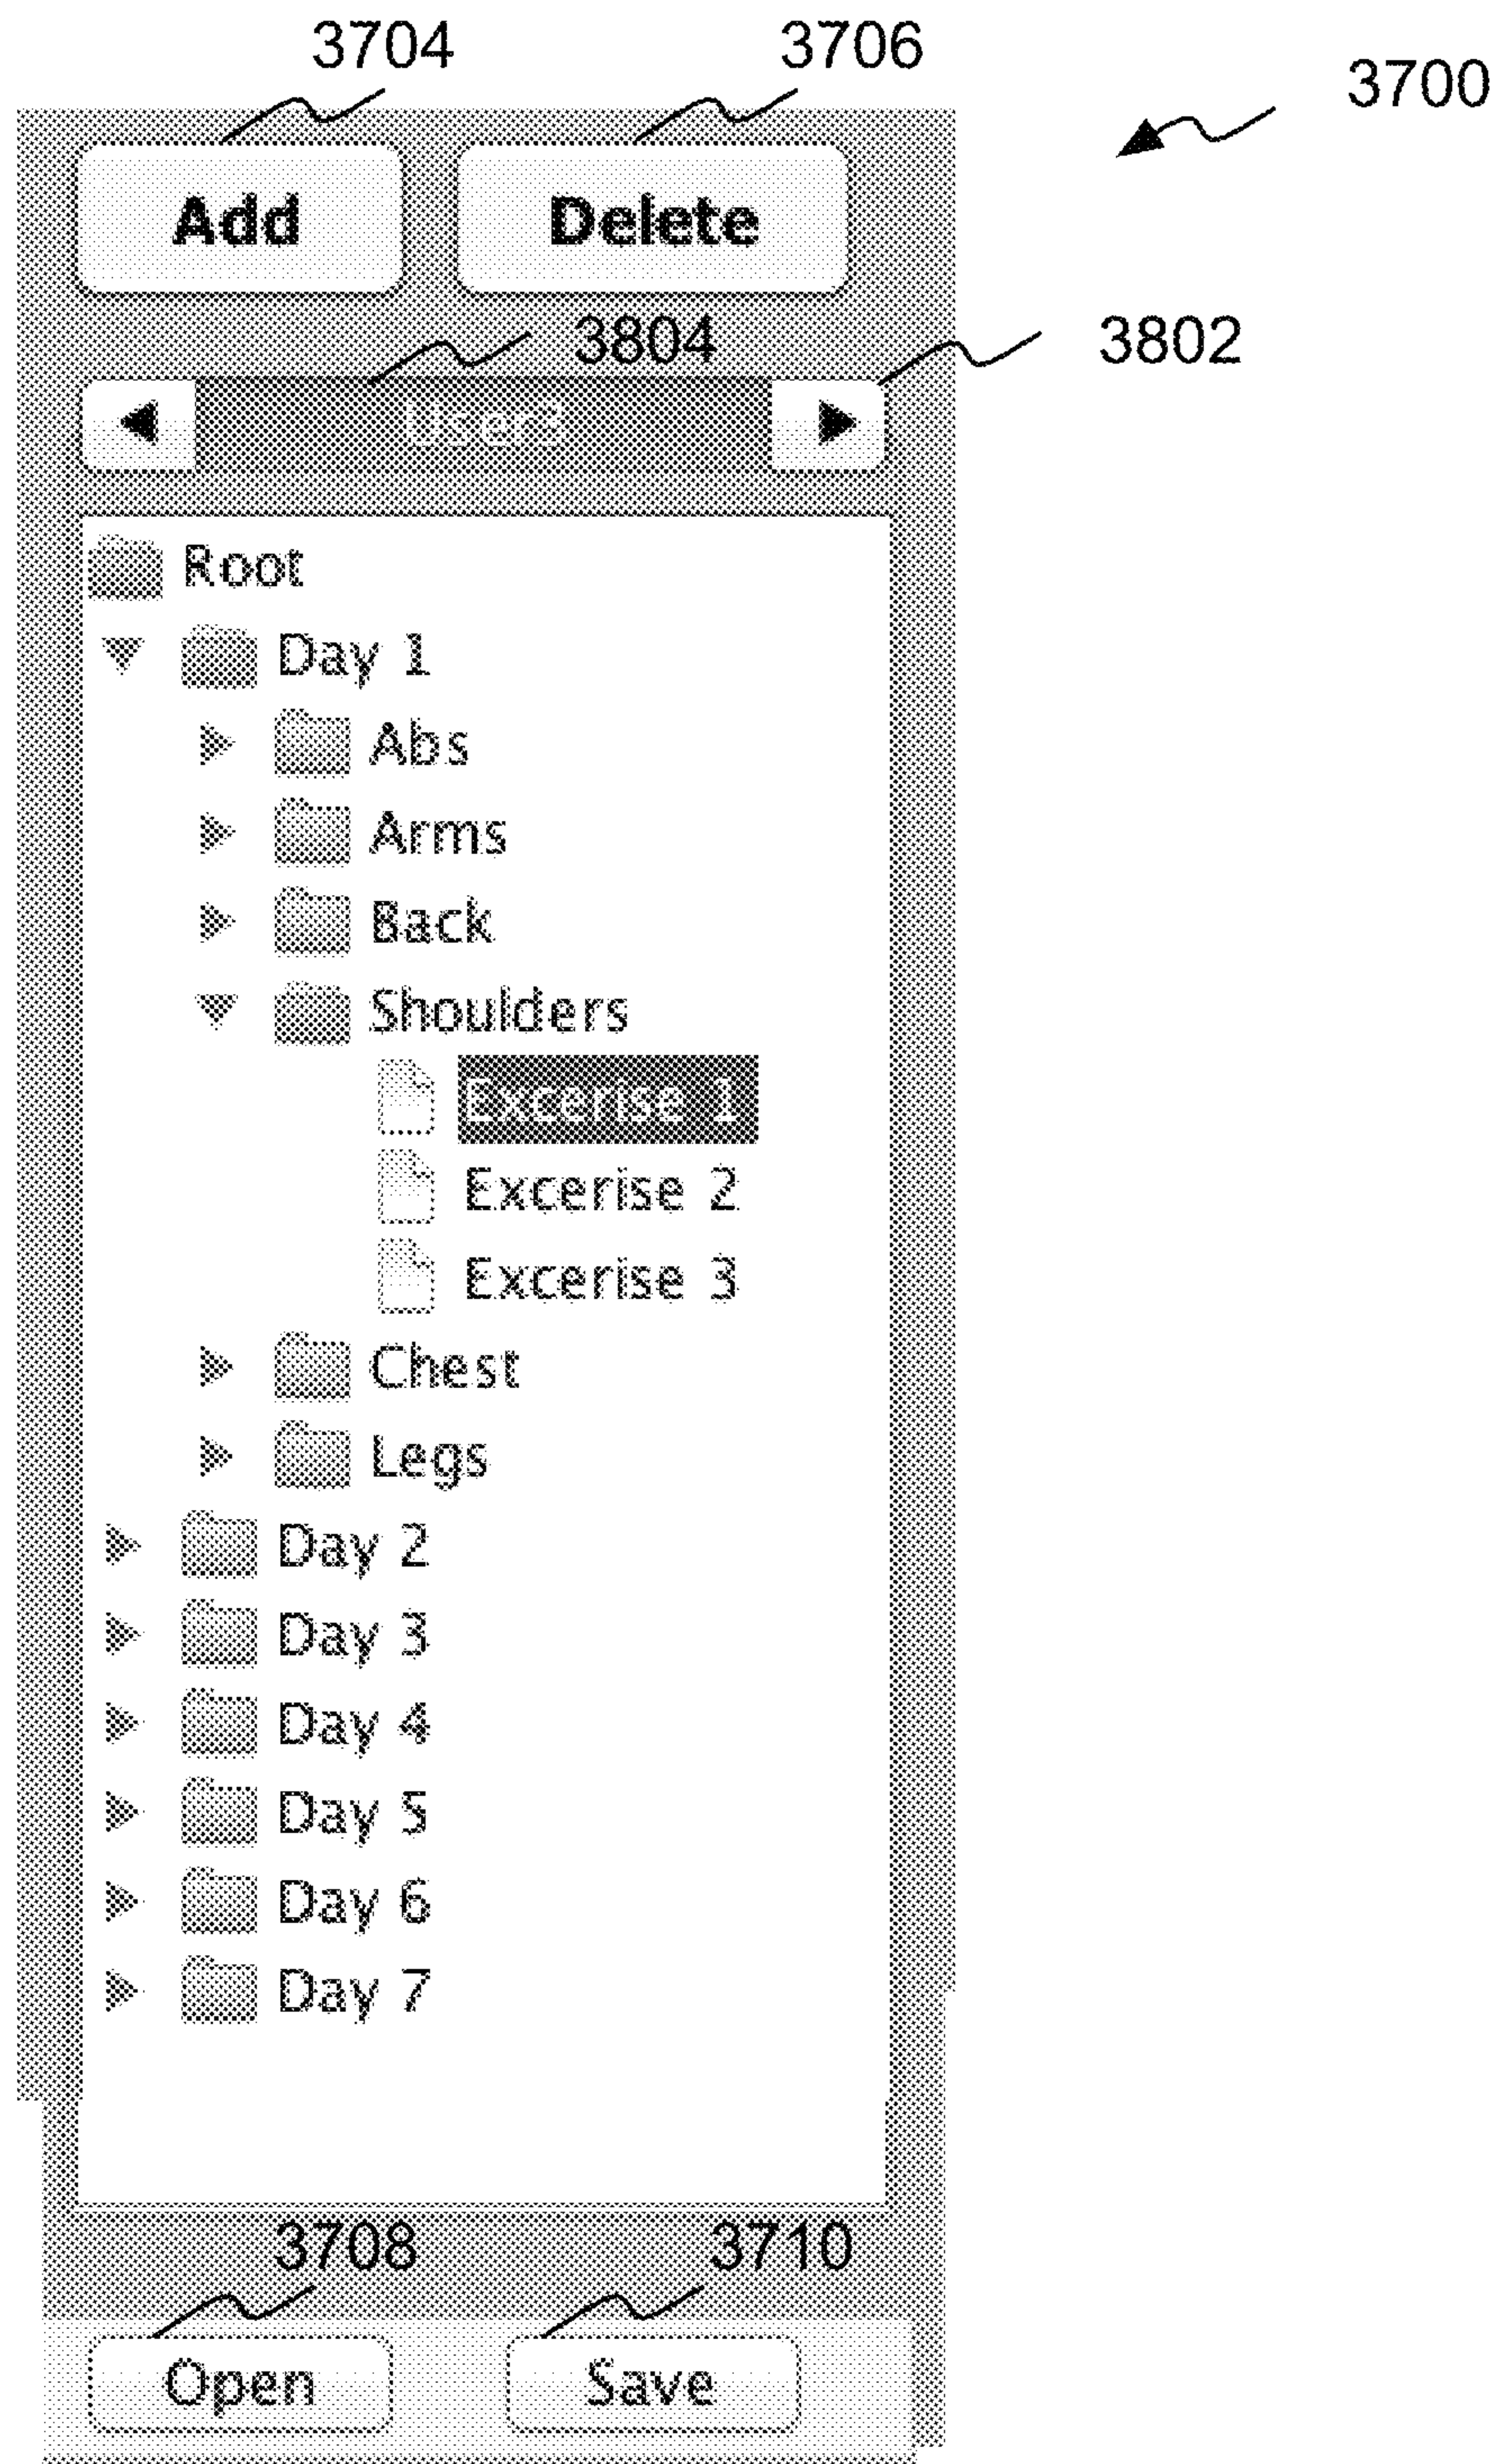 3704 3706
3700
Add Delete
3804 3802
User3
Root
Day 1
Abs
Arms
Back
Shoulders
Excerise 1
Excerise 2
Excerise 3
Chest
Legs
Day 2
Day 3
Day 4
Day 5
Day 6
Day 7
3708 3710
Open Save